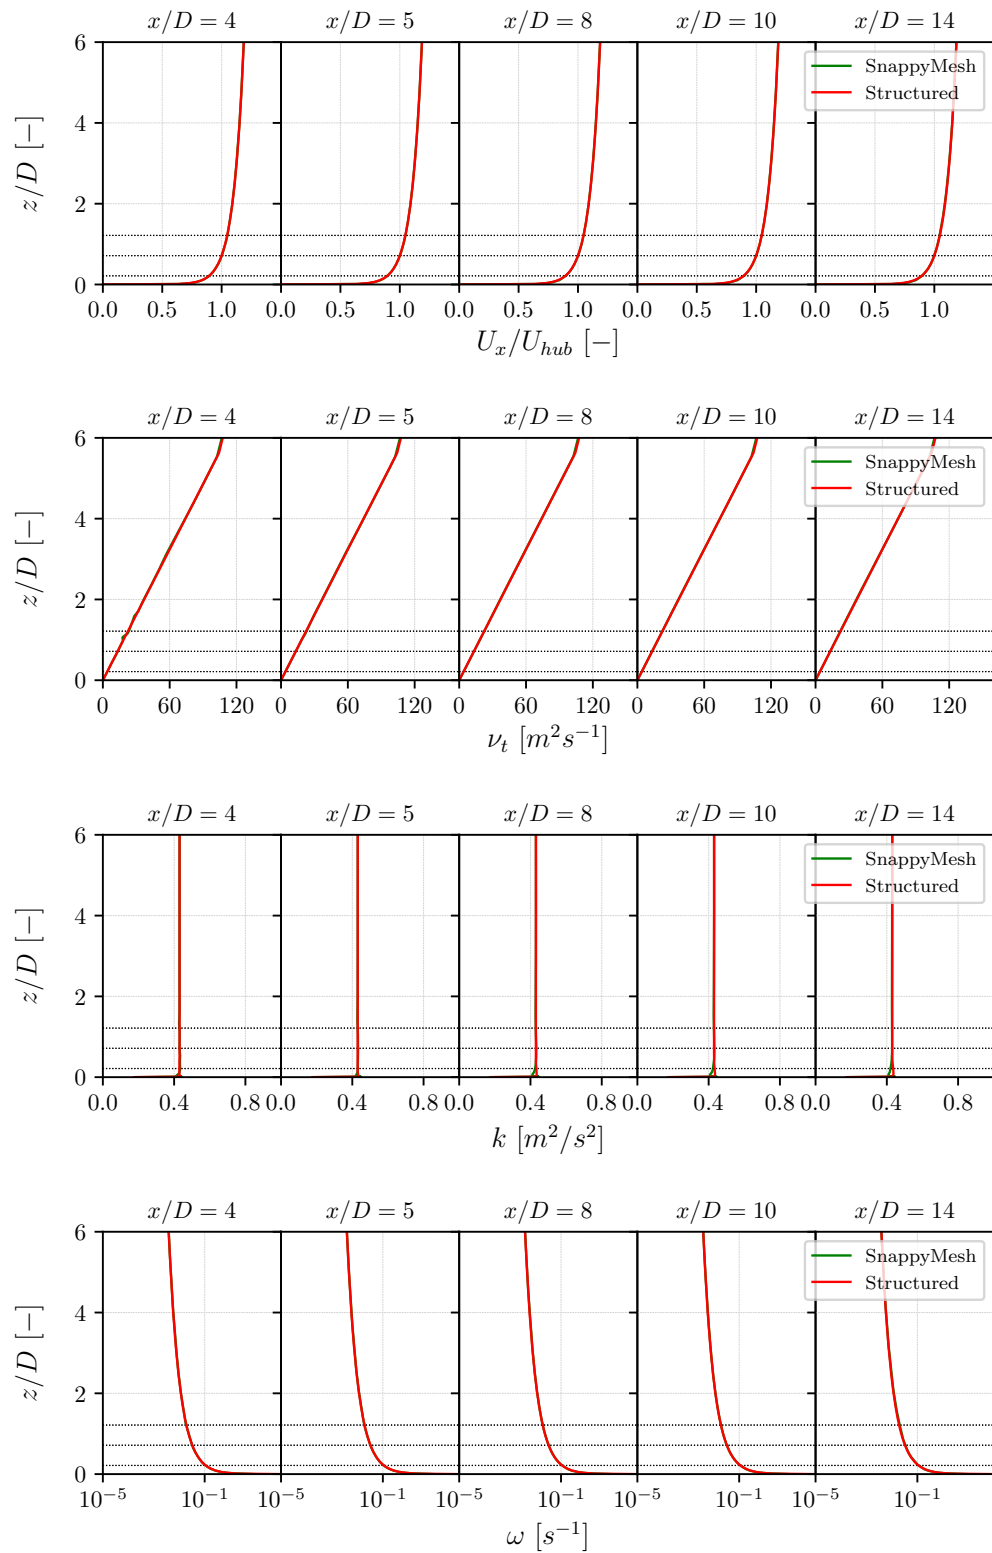 x/D = 4 x/D = 5 x/D = 8 x/D = 10 x/D = 14
6
SnappyMesh
Structured
4
z/D [−]
2
0
0.0 0.5 1.0 0.0 0.5 1.0 0.0 0.5 1.0 0.0 0.5 1.0 0.0 0.5 1.0
U_x/U_{hub} [−]
x/D = 4 x/D = 5 x/D = 8 x/D = 10 x/D = 14
6
SnappyMesh
Structured
4
z/D [−]
2
0
0 60 120 0 60 120 0 60 120 0 60 120 0 60 120
ν_t [m²s⁻¹]
x/D = 4 x/D = 5 x/D = 8 x/D = 10 x/D = 14
6
SnappyMesh
Structured
4
z/D [−]
2
0
0.0 0.4 0.8 0.0 0.4 0.8 0.0 0.4 0.8 0.0 0.4 0.8 0.0 0.4 0.8
k [m²/s²]
x/D = 4 x/D = 5 x/D = 8 x/D = 10 x/D = 14
6
SnappyMesh
Structured
4
z/D [−]
2
0
10⁻⁵ 10⁻¹ 10⁻⁵ 10⁻¹ 10⁻⁵ 10⁻¹ 10⁻⁵ 10⁻¹ 10⁻⁵ 10⁻¹
ω [s⁻¹]